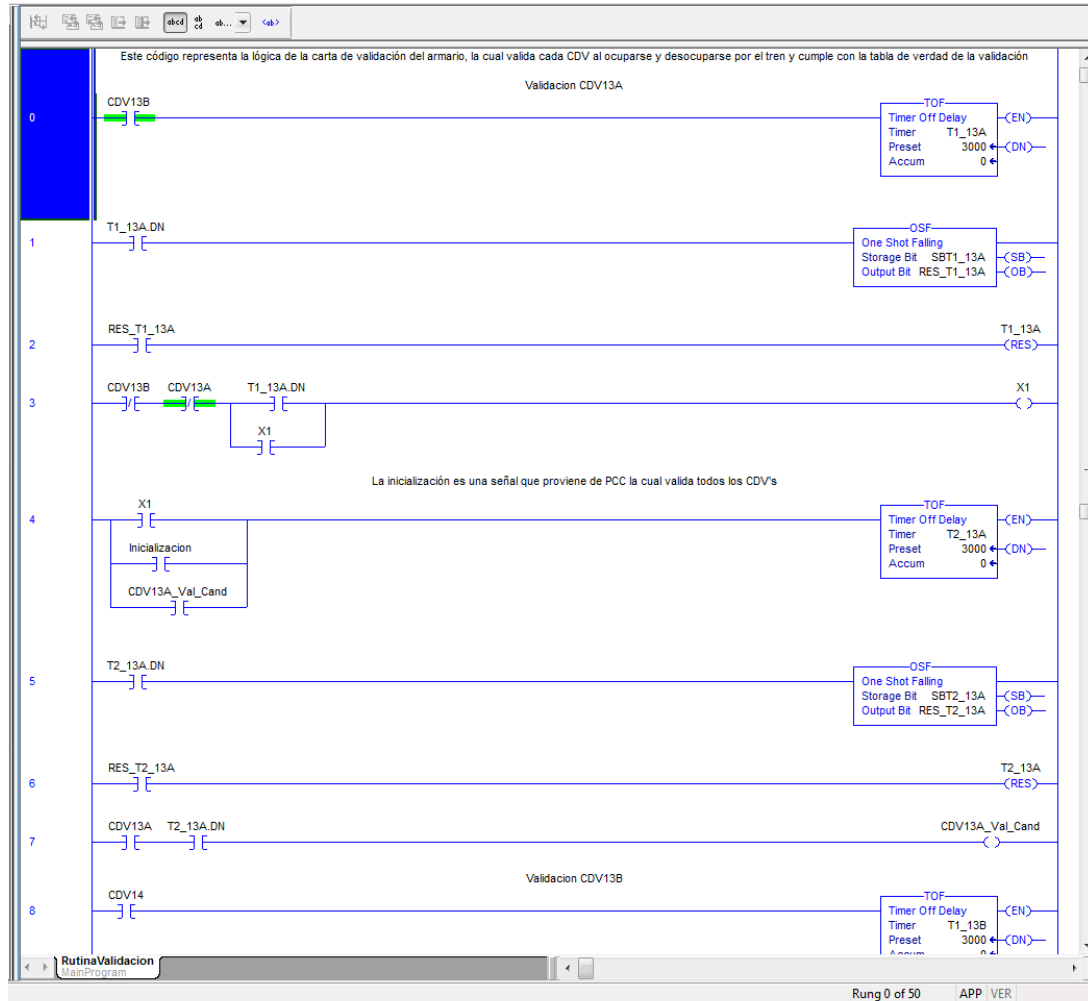 abcd ab cd ab... <ab>
Este código representa la lógica de la carta de validación del armario, la cual valida cada CDV al ocuparse y desocuparse por el tren y cumple con la tabla de verdad de la validación
Validacion CDV13A
0
CDV13B
TOF
Timer Off Delay
Timer T1_13A
Preset 3000
Accum 0
(EN)
(DN)
1
T1_13A.DN
OSF
One Shot Falling
Storage Bit SBT1_13A
Output Bit RES_T1_13A
(SB)
(OB)
2
RES_T1_13A
T1_13A
(RES)
3
CDV13B CDV13A T1_13A.DN
X1
X1
La inicialización es una señal que proviene de PCC la cual valida todos los CDV's
4
X1
Inicializacion
CDV13A_Val_Cand
TOF
Timer Off Delay
Timer T2_13A
Preset 3000
Accum 0
(EN)
(DN)
5
T2_13A.DN
OSF
One Shot Falling
Storage Bit SBT2_13A
Output Bit RES_T2_13A
(SB)
(OB)
6
RES_T2_13A
T2_13A
(RES)
7
CDV13A T2_13A.DN
CDV13A_Val_Cand
Validacion CDV13B
8
CDV14
TOF
Timer Off Delay
Timer T1_13B
Preset 3000
Accum 0
(EN)
(DN)
RutinaValidacion
MainProgram
Rung 0 of 50 APP VER